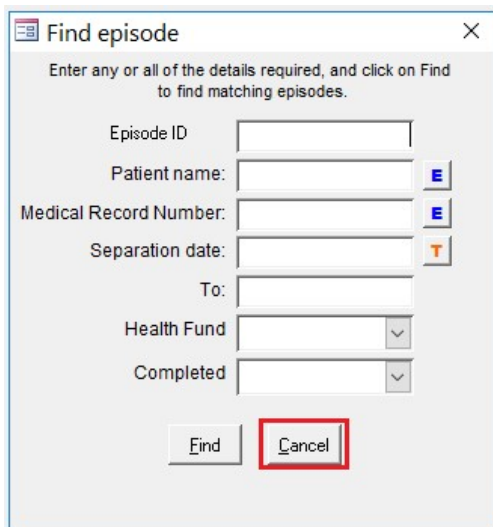 Find episode
Enter any or all of the details required, and click on Find
to find matching episodes.
Episode ID
Patient name: E
Medical Record Number: E
Separation date: T
To:
Health Fund
Completed
Find Cancel